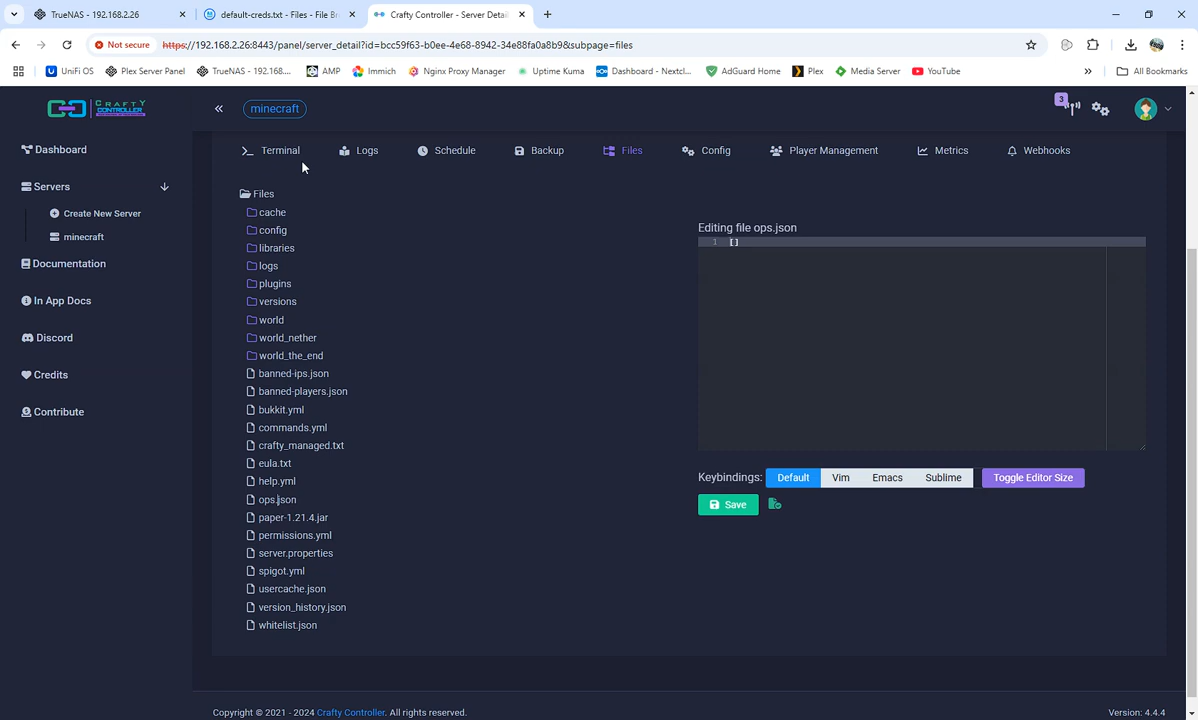 TrueNAS - 192.168.2.26
default-creds.txt - Files - File Br
Crafty Controller - Server Detai
Not secure
https://192.168.2.26:8443/panel/server_detail?id=bcc59f63-b0ee-4e68-8942-34e88fa0a8b9&subpage=files
UniFi OS
Plex Server Panel
TrueNAS - 192.168....
AMP
Immich
Nginx Proxy Manager
Uptime Kuma
Dashboard - Nextcl...
AdGuard Home
Plex
Media Server
YouTube
All Bookmarks
CRAFTY
CONTROLLER
minecraft
3
Dashboard
Servers
Create New Server
minecraft
Documentation
In App Docs
Discord
Credits
Contribute
Terminal
Logs
Schedule
Backup
Files
Config
Player Management
Metrics
Webhooks
Files
cache
config
libraries
logs
plugins
versions
world
world_nether
world_the_end
banned-ips.json
banned-players.json
bukkit.yml
commands.yml
crafty_managed.txt
eula.txt
help.yml
ops.json
paper-1.21.4.jar
permissions.yml
server.properties
spigot.yml
usercache.json
version_history.json
whitelist.json
Editing file ops.json
1 []
Keybindings:
Default
Vim
Emacs
Sublime
Toggle Editor Size
Save
Copyright © 2021 - 2024 Crafty Controller. All rights reserved.
Version: 4.4.4